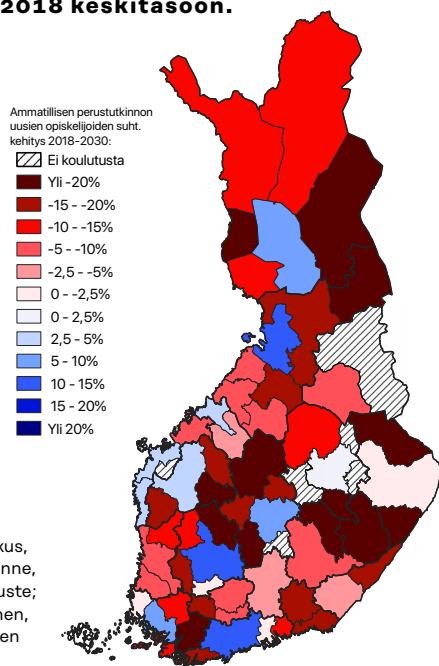 2018 keskitasoon.
Ammatillisen perustutkinnon
uusien opiskelijoiden suht.
kehitys 2018-2030:
Ei koulutusta
Yli -20%
-15 - -20%
-10 - -15%
-5 - -10%
-2,5 - -5%
0 - -2,5%
0 - 2,5%
2,5 - 5%
5 - 10%
10 - 15%
15 - 20%
Yli 20%
kus,
nne,
uste;
nen,
en